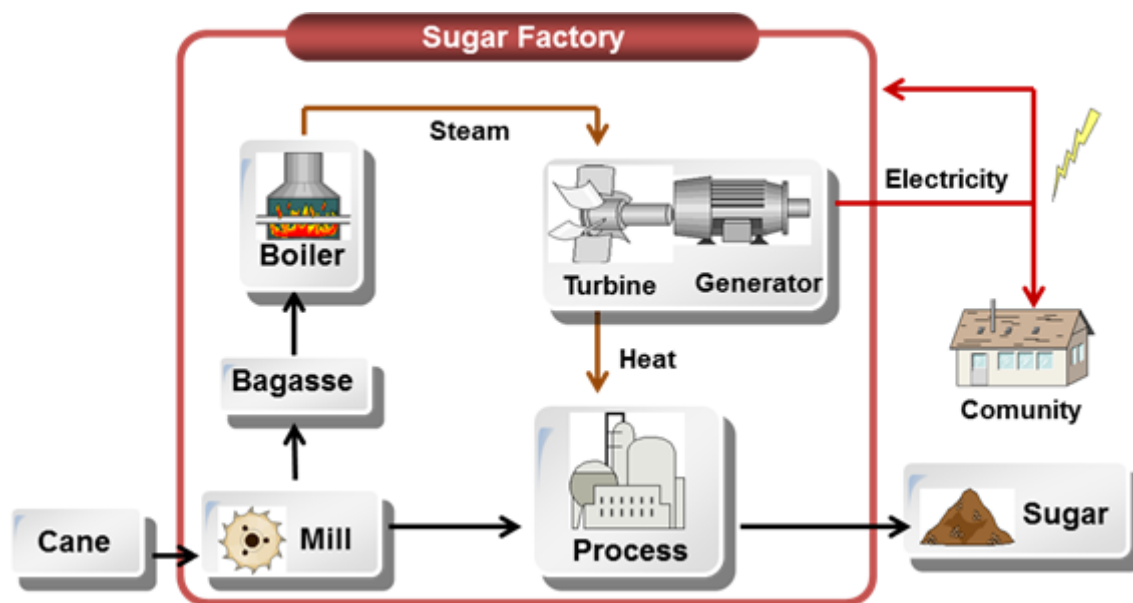 Sugar Factory
Steam
Boiler
Turbine
Generator
Electricity
Bagasse
Heat
Comunity
Cane
Mill
Process
Sugar